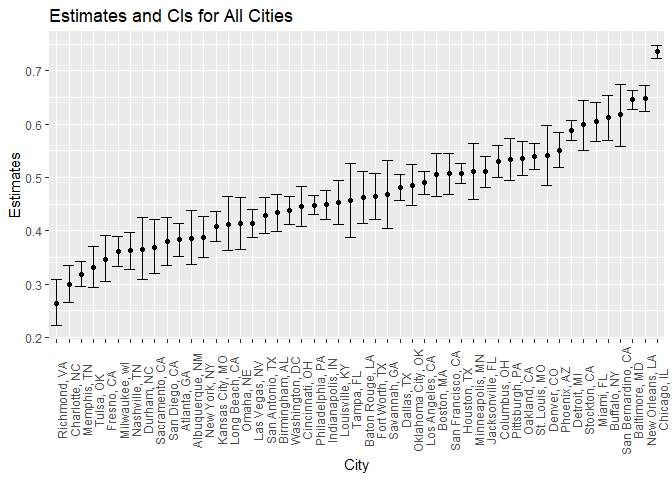 Estimates and CIs for All Cities
0.7
0.6
0.5
0.4
0.3
0.2
Estimates
Richmond, VA
Charlotte, NC
Memphis, TN
Tulsa, OK
Fresno, CA
Milwaukee, wI
Nashville, TN
Durham, NC
Sacramento, CA
San Diego, CA
Atlanta, GA
Albuquerque, NM
New York, NY
Kansas City, MO
Long Beach, CA
Omaha, NE
Las Vegas, NV
San Antonio, TX
Birmingham, AL
Washington, DC
Cincinnati, OH
Philadelphia, PA
Indianapolis, IN
Louisville, KY
Tampa, FL
Baton Rouge, LA
Fort Worth, TX
Savannah, GA
Dallas, TX
Oklahoma City, OK
Los Angeles, CA
Boston, MA
San Francisco, CA
Houston, TX
Minneapolis, MN
Jacksonville, FL
Columbus, OH
Pittsburgh, PA
Oakland, CA
St. Louis, MO
Denver, CO
Phoenix, AZ
Detroit, MI
Stockton, CA
Miami, FL
Buffalo, NY
San Bernardino, CA
Baltimore, MD
New Orleans, LA
Chicago, IL
City